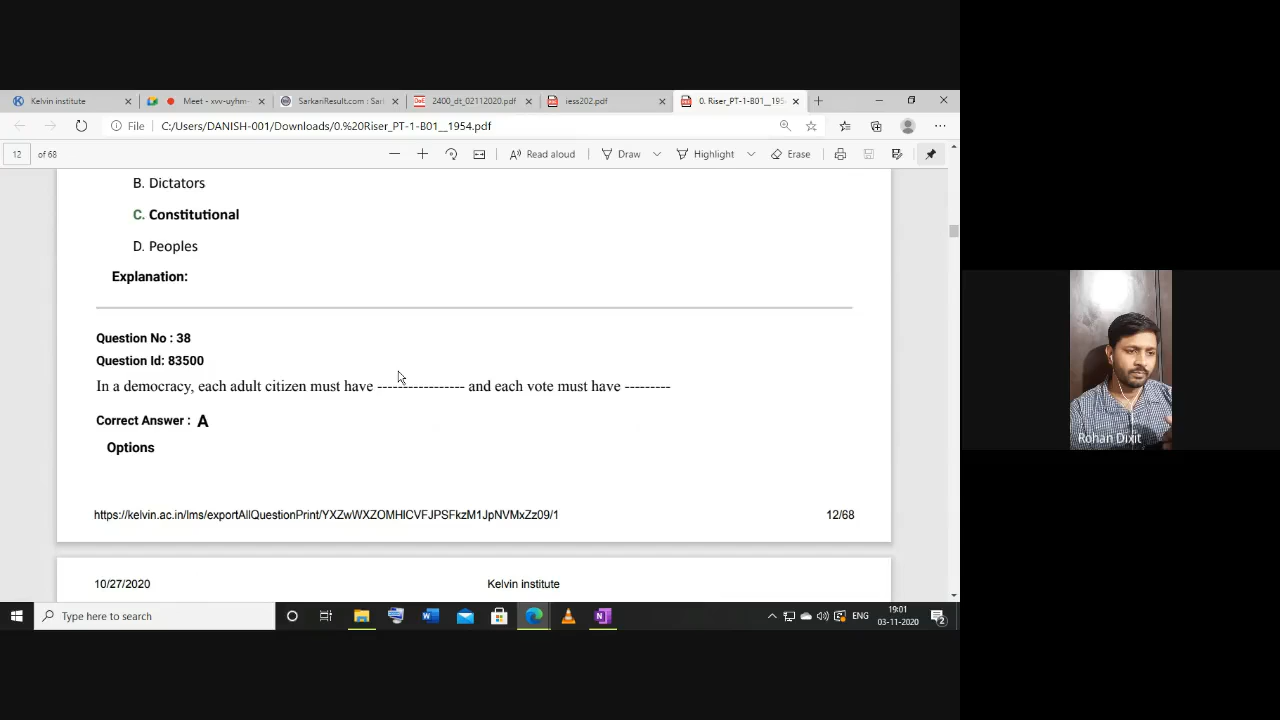 Kelvin institute
Meet - xvv-uyhm-
SarkariResult.com : Sark
2400_dt_02112020.pdf
iess202.pdf
0. Riser_PT-1-B01__1954
File
C:/Users/DANISH-001/Downloads/0.%20Riser_PT-1-B01__1954.pdf
12 of 68
Read aloud
Draw
Highlight
Erase
B. Dictators
C. Constitutional
D. Peoples
Explanation:
Question No : 38
Question Id: 83500
In a democracy, each adult citizen must have ---------------- and each vote must have ---------
Correct Answer : A
Options
https://kelvin.ac.in/lms/exportAllQuestionPrint/YXZwWXZOMHlCVFJPSFkzM1JpNVMxZz09/1
12/68
10/27/2020
Kelvin institute
Rohan Dixit
Type here to search
ENG
19:01
03-11-2020
2